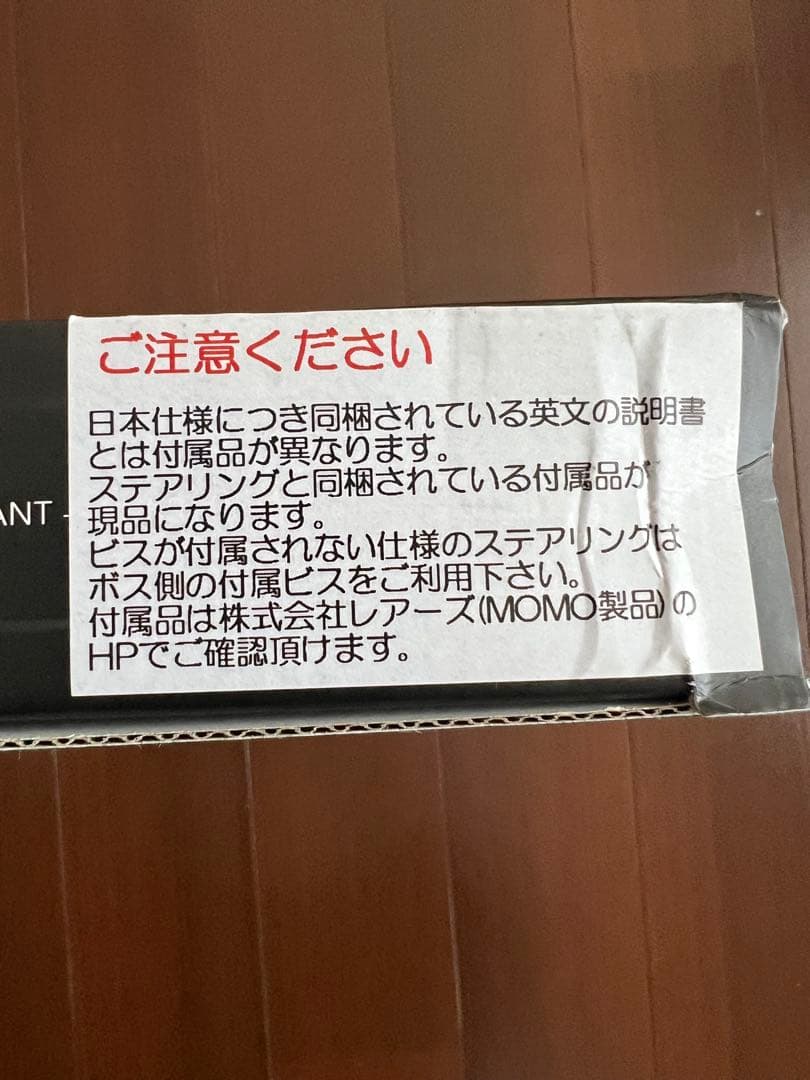 ご注意ください
日本仕様につき同梱されている英文の説明書
とは付属品が異なります。
ステアリングと同梱されている付属品が
ANT -
現品になります。
ビスが付属されない仕様のステアリングは
ボス側の付属ビスをご利用下さい。
付属品は株式会社レアーズ(MOMO製品)の
HPでご確認頂けます。